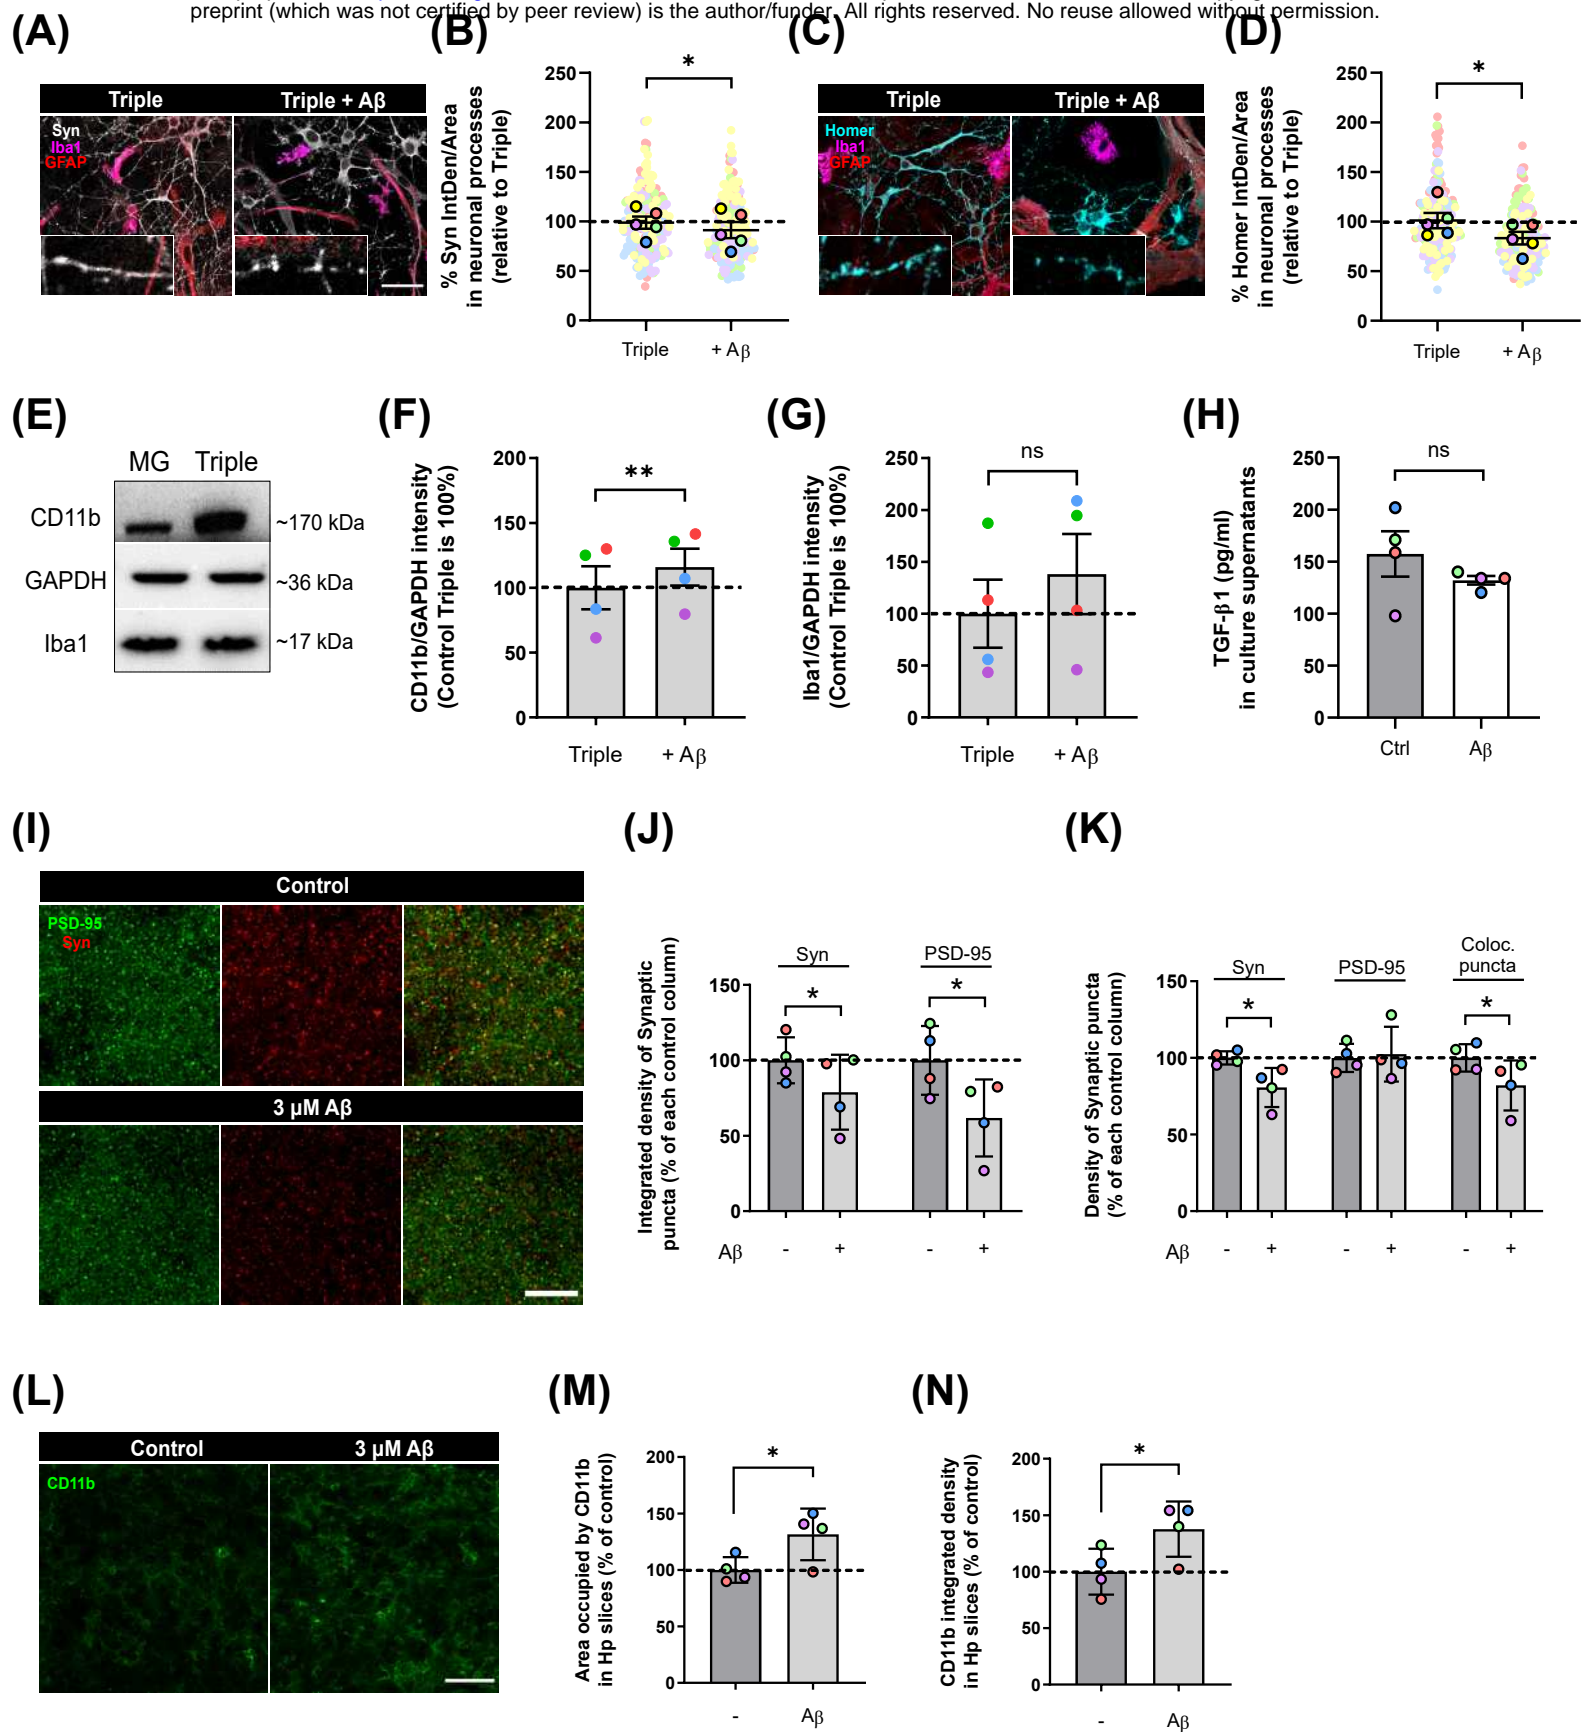 preprint (which was not certified by peer review) is the author/funder. All rights reserved. No reuse allowed without permission.
(A)
Triple
Triple + Aβ
Syn
Iba1
GFAP
(B)
% Syn IntDen/Area
in neuronal processes
(relative to Triple)
250
200
150
100
50
0
*
Triple
+ Aβ
(C)
Triple
Triple + Aβ
Homer
Iba1
GFAP
(D)
% Homer IntDen/Area
in neuronal processes
(relative to Triple)
250
200
150
100
50
0
*
Triple
+ Aβ
(E)
MG
Triple
CD11b
~170 kDa
GAPDH
~36 kDa
Iba1
~17 kDa
(F)
CD11b/GAPDH intensity
(Control Triple is 100%)
200
150
100
50
0
**
Triple
+ Aβ
(G)
Iba1/GAPDH intensity
(Control Triple is 100%)
250
200
150
100
50
0
ns
Triple
+ Aβ
(H)
TGF-β1 (pg/ml)
in culture supernatants
250
200
150
100
50
0
ns
Ctrl
Aβ
(I)
Control
PSD-95
Syn
3 µM Aβ
(J)
Integrated density of Synaptic
puncta (% of each control column)
150
100
50
0
Syn
*
PSD-95
*
Aβ
-
+
-
+
(K)
Density of Synaptic puncta
(% of each control column)
150
100
50
0
Syn
*
PSD-95
Coloc.
puncta
*
Aβ
-
+
-
+
-
+
(L)
Control
3 µM Aβ
CD11b
(M)
Area occupied by CD11b
in Hp slices (% of control)
200
150
100
50
0
*
-
Aβ
(N)
CD11b integrated density
in Hp slices (% of control)
200
150
100
50
0
*
-
Aβ